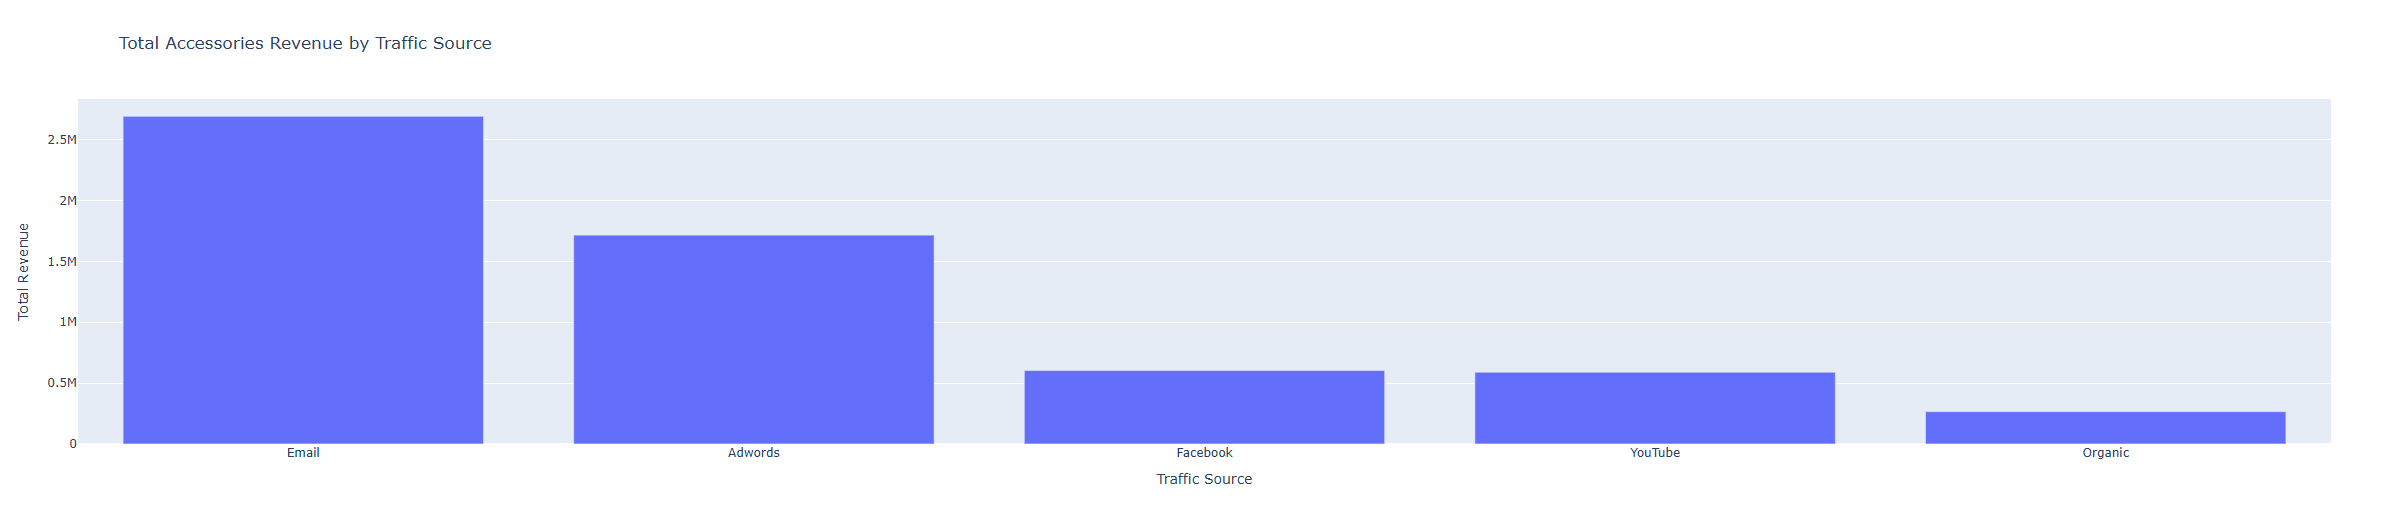 Total Accessories Revenue by Traffic Source
Total Revenue
2.5M
2M
1.5M
1M
0.5M
0
Email Adwords Facebook YouTube Organic
Traffic Source